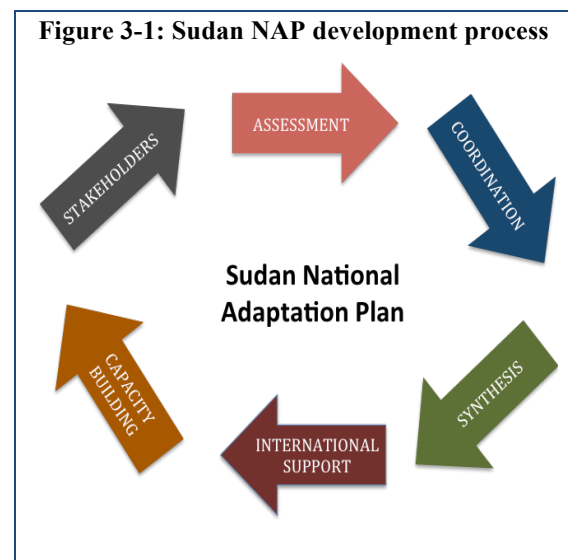 Figure 3-1: Sudan NAP development process
ASSESSMENT
COORDINATION
SYNTHESIS
INTERNATIONAL
SUPPORT
CAPACITY
BUILDING
STAKEHOLDERS
Sudan National
Adaptation Plan